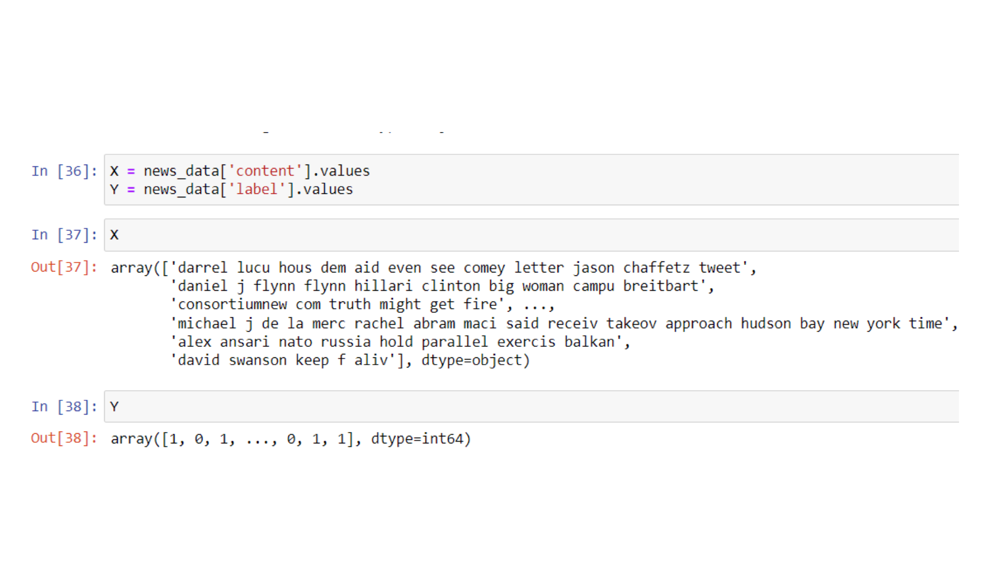 In [36]: X = news_data['content'].values
Y = news_data['label'].values
In [37]: X
Out[37]: array(['darrel lucu hous dem aid even see comey letter jason chaffetz tweet',
'daniel j flynn flynn hillari clinton big woman campu breitbart',
'consortiumnew com truth might get fire', ...,
'michael j de la merc rachel abram maci said receiv takeov approach hudson bay new york time',
'alex ansari nato russia hold parallel exercis balkan',
'david swanson keep f aliv'], dtype=object)
In [38]: Y
Out[38]: array([1, 0, 1, ..., 0, 1, 1], dtype=int64)